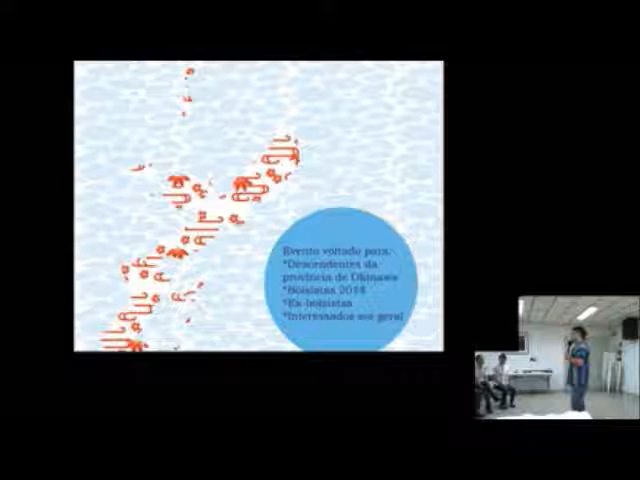 Evento voltado para:
*Descendentes da
província de Okinawa
*Bolsistas 2018
*Ex-bolsistas
*Interessados em geral